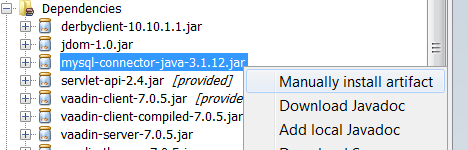 Dependencies
derbyclient-10.10.1.1.jar
jdom-1.0.jar
mysql-connector-java-3.1.12.jar
servlet-api-2.4.jar [provided]
Manually install artifact
vaadin-client-7.0.5.jar [provide
Download Javadoc
vaadin-client-compiled-7.0.5.jar
Add local Javadoc
vaadin-server-7.0.5.jar